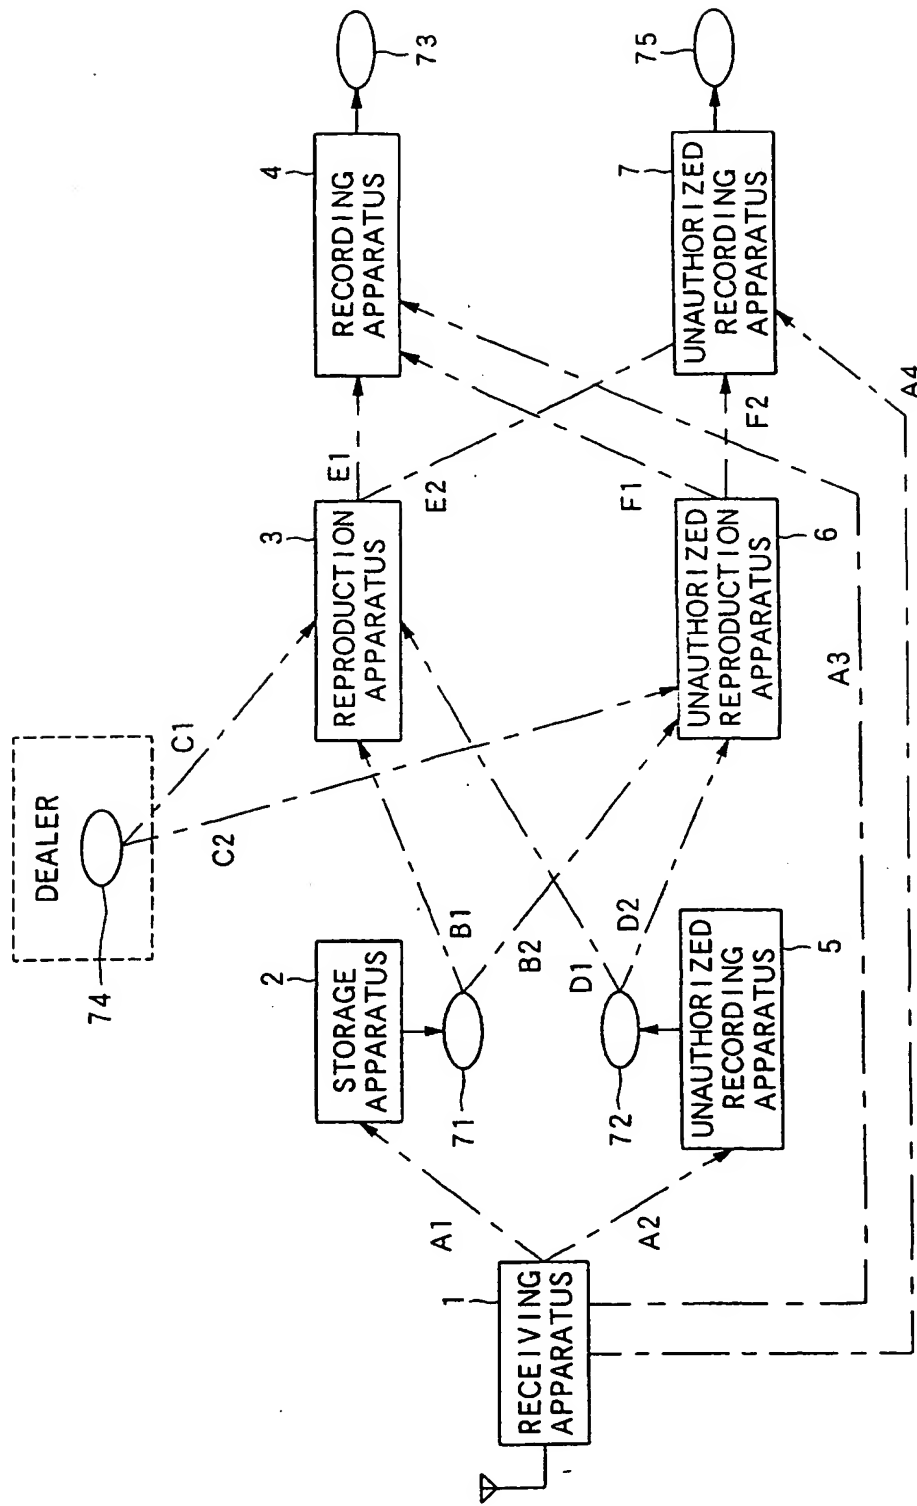 DEALER
74
C1
C2
1
RECEIVING
APPARATUS
A1
A2
2
STORAGE
APPARATUS
71
72
UNAUTHORIZED
RECORDING
APPARATUS
5
B1
B2
D1
D2
3
REPRODUCTION
APPARATUS
UNAUTHORIZED
REPRODUCTION
APPARATUS
6
E1
E2
F1
F2
A3
A4
4
RECORDING
APPARATUS
73
7
UNAUTHORIZED
RECORDING
APPARATUS
75